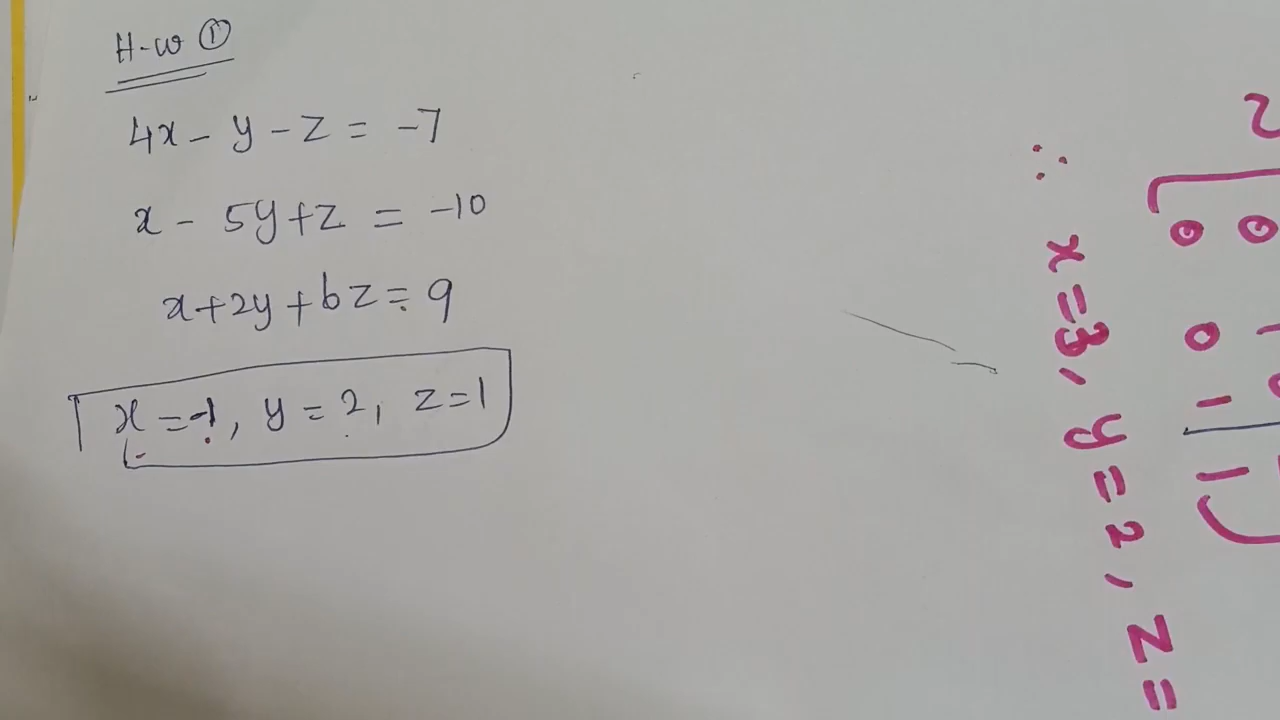 H-W ①
4x - y - z = -7
x - 5y + z = -10
x + 2y + 6z = 9
x = -1, y = 2, z = 1
∴ x = 3, y = 2, z =